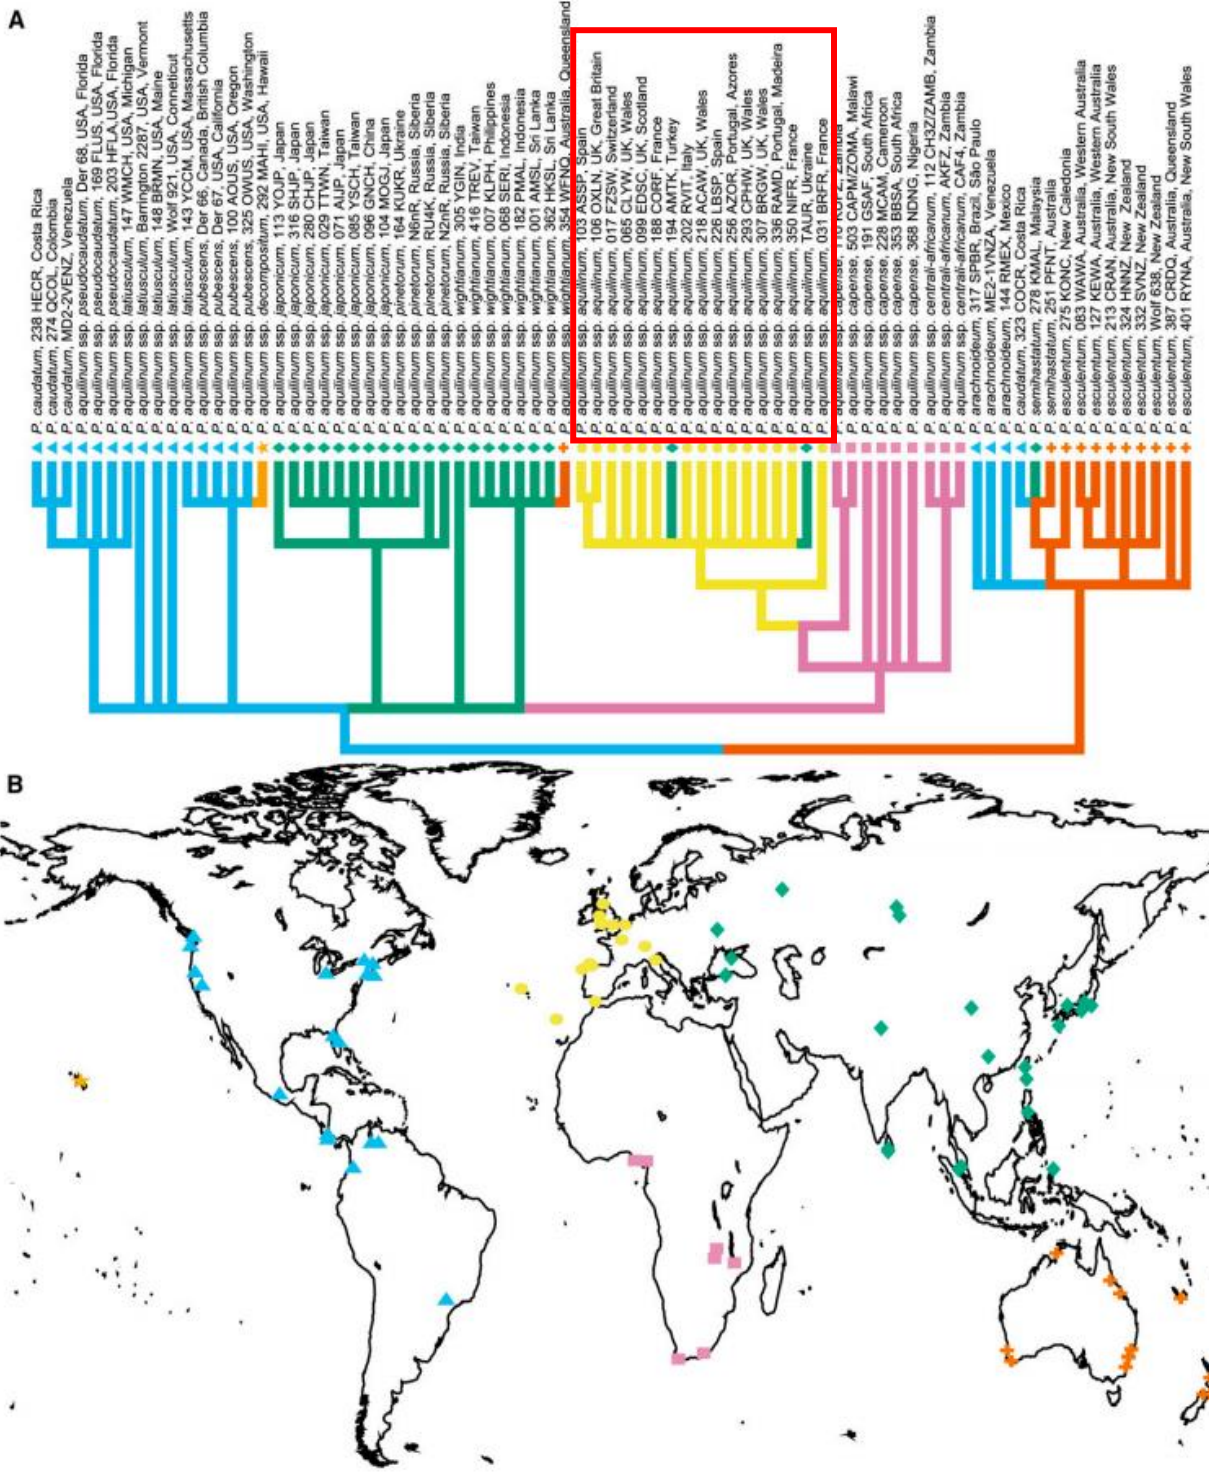 A
P. caudatum, 238 HECR, Costa Rica
P. caudatum, 274 QCOL, Colombia
P. caudatum, MD2-2VENZ, Venezuela
P. aquilinum ssp. pseudocaudatum, Der 68, USA, Florida
P. aquilinum ssp. pseudocaudatum, 169 FLUS, USA, Florida
P. aquilinum ssp. pseudocaudatum, 203 HFLA,USA, Florida
P. aquilinum ssp. latiusculum, 147 WMCH, USA, Michigan
P. aquilinum ssp. latiusculum, Barrington 2287, USA, Vermont
P. aquilinum ssp. latiusculum, 148 BRMN, USA, Maine
P. aquilinum ssp. latiusculum, Wolf 921, USA, Connecticut
P. aquilinum ssp. latiusculum, 143 YCCM, USA, Massachusetts
P. aquilinum ssp. pubescens, Der 66, Canada, British Columbia
P. aquilinum ssp. pubescens, Der 67, USA, California
P. aquilinum ssp. pubescens, 100 AOUS, USA, Oregon
P. aquilinum ssp. pubescens, 325 OWUS, USA, Washington
P. aquilinum ssp. decompositum, 292 MAHI, USA, Hawaii
P. aquilinum ssp. japonicum, 113 YOJP, Japan
P. aquilinum ssp. japonicum, 316 SHJP, Japan
P. aquilinum ssp. japonicum, 280 CHJP, Japan
P. aquilinum ssp. japonicum, 029 TTWN, Taiwan
P. aquilinum ssp. japonicum, 071 AIJP, Japan
P. aquilinum ssp. japonicum, 085 YSCH, Taiwan
P. aquilinum ssp. japonicum, 096 GNCH, China
P. aquilinum ssp. japonicum, 104 MOGJ, Japan
P. aquilinum ssp. pinetorum, 164 KUKR, Ukraine
P. aquilinum ssp. pinetorum, N6nR, Russia, Siberia
P. aquilinum ssp. pinetorum, RU4K, Russia, Siberia
P. aquilinum ssp. pinetorum, N2nR, Russia, Siberia
P. aquilinum ssp. wightianum, 305 YGIN, India
P. aquilinum ssp. wightianum, 416 TREV, Taiwan
P. aquilinum ssp. wightianum, 007 KLPH, Philippines
P. aquilinum ssp. wightianum, 068 SERI, Indonesia
P. aquilinum ssp. wightianum, 182 PMAL, Indonesia
P. aquilinum ssp. wightianum, 001 AMSL, Sri Lanka
P. aquilinum ssp. wightianum, 362 HKSL, Sri Lanka
P. aquilinum ssp. wightianum, 354 WFNQ, Australia, Queensland
P. aquilinum ssp. aquilinum, 103 ASSP, Spain
P. aquilinum ssp. aquilinum, 106 OXLN, UK, Great Britain
P. aquilinum ssp. aquilinum, 017 FZSW, Switzerland
P. aquilinum ssp. aquilinum, 065 CLYW, UK, Wales
P. aquilinum ssp. aquilinum, 099 EDSC, UK, Scotland
P. aquilinum ssp. aquilinum, 188 CORF, France
P. aquilinum ssp. aquilinum, 194 AMTK, Turkey
P. aquilinum ssp. aquilinum, 202 RVIT, Italy
P. aquilinum ssp. aquilinum, 218 ACAW, UK, Wales
P. aquilinum ssp. aquilinum, 226 LBSP, Spain
P. aquilinum ssp. aquilinum, 256 AZOR, Portugal, Azores
P. aquilinum ssp. aquilinum, 293 CPHW, UK, Wales
P. aquilinum ssp. aquilinum, 307 BRGW, UK, Wales
P. aquilinum ssp. aquilinum, 336 RAMD, Portugal, Madeira
P. aquilinum ssp. aquilinum, 350 NIFR, France
P. aquilinum ssp. aquilinum, TAUR, Ukraine
P. aquilinum ssp. aquilinum, 031 BRFR, France
P. aquilinum ssp. capense, Zambia
P. aquilinum ssp. capense, 503 CAPM/ZOMA, Malawi
P. aquilinum ssp. capense, 191 GSAF, South Africa
P. aquilinum ssp. capense, 228 MCAM, Cameroon
P. aquilinum ssp. capense, 353 BBSA, South Africa
P. aquilinum ssp. capense, 368 NDNG, Nigeria
P. aquilinum ssp. centrali-africanum, 112 CH3Z/ZAMB, Zambia
P. aquilinum ssp. centrali-africanum, AKFZ, Zambia
P. aquilinum ssp. centrali-africanum, CAF4, Zambia
P. arachnoideum, 317 SPBR, Brazil, São Paulo
P. arachnoideum, ME2-1VNZA, Venezuela
P. arachnoideum, 144 RMEX, Mexico
P. caudatum, 323 COCR, Costa Rica
P. semihastatum, 278 KMAL, Malaysia
P. semihastatum, 251 PFNT, Australia
P. esculentum, 275 KONC, New Caledonia
P. esculentum, 083 WAWA, Australia, Western Australia
P. esculentum, 127 KEWA, Australia, Western Australia
P. esculentum, 213 CRAN, Australia, New South Wales
P. esculentum, 324 HNNZ, New Zealand
P. esculentum, 332 SVNZ, New Zealand
P. esculentum, Wolf 638, New Zealand
P. esculentum, 387 CRDQ, Australia, Queensland
P. esculentum, 401 RYNA, Australia, New South Wales
B